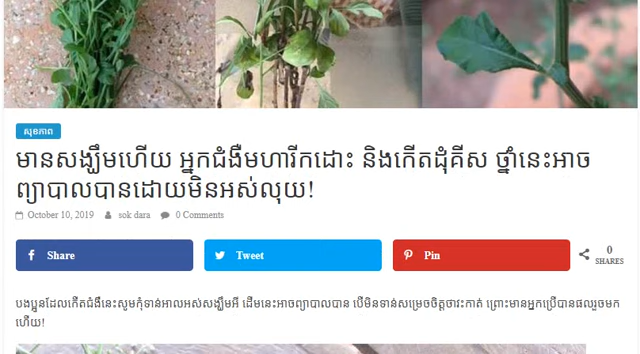 សុខភាព
មានសង្ឃឹមហើយ អ្នកជំងឺមហារីកដោះ និងកើតដុំគីស ថ្នាំនេះអាច
ព្យាបាលបានដោយមិនអស់លុយ!
October 10, 2019 sok dara 0 Comments
Share Tweet Pin 0
SHARES
បងប្អូនដែលកើតជំងឺនេះសូមកុំទាន់អាលអស់សង្ឃឹមអី ដើមនេះអាចព្យាបាលបាន បើមិនទាន់សម្រេចចិត្តថាវះកាត់ ព្រោះមានអ្នកប្រើបានផលរួចមក
ហើយ!